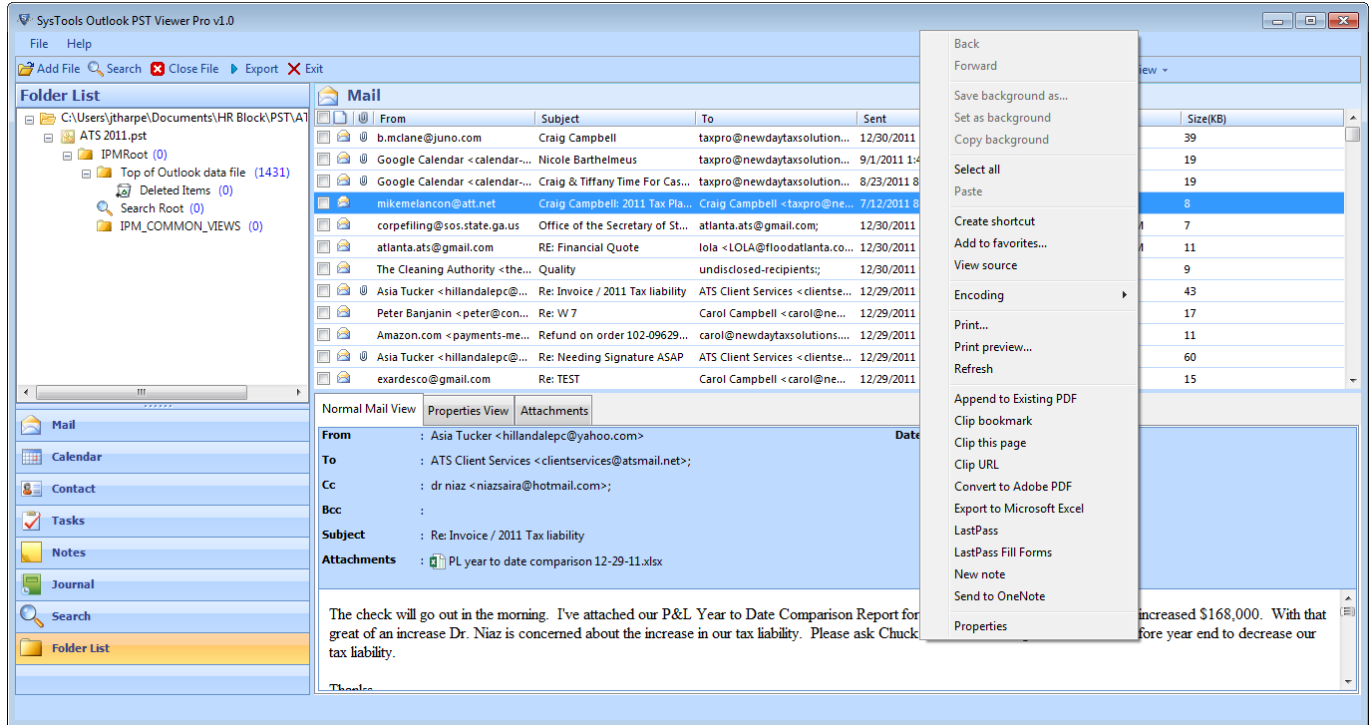 SysTools Outlook PST Viewer Pro v1.0
File Help
Add File Search Close File Export Exit
Folder List
C:\Users\jtharpe\Documents\HR Block\PST\AT
ATS 2011.pst
IPMRoot (0)
Top of Outlook data file (1431)
Deleted Items (0)
Search Root (0)
IPM_COMMON_VIEWS (0)
Mail
Calendar
Contact
Tasks
Notes
Journal
Search
Folder List
Mail
From Subject To Sent Size(KB)
b.mclane@juno.com Craig Campbell taxpro@newdaytaxsolution... 12/30/2011 39
Google Calendar <calendar-... Nicole Barthelmeus taxpro@newdaytaxsolution... 9/1/2011 1:4 19
Google Calendar <calendar-... Craig & Tiffany Time For Cas... taxpro@newdaytaxsolution... 8/23/2011 8 19
mikemelancon@att.net Craig Campbell: 2011 Tax Pla... Craig Campbell <taxpro@ne... 7/12/2011 8 8
corpefiling@sos.state.ga.us Office of the Secretary of St... atlanta.ats@gmail.com; 12/30/2011 7
atlanta.ats@gmail.com RE: Financial Quote lola <LOLA@floodatlanta.co... 12/30/2011 11
The Cleaning Authority <the... Quality undisclosed-recipients:; 12/30/2011 9
Asia Tucker <hillandalepc@... Re: Invoice / 2011 Tax liability ATS Client Services <clientse... 12/29/2011 43
Peter Banjanin <peter@con... Re: W 7 Carol Campbell <carol@ne... 12/29/2011 17
Amazon.com <payments-me... Refund on order 102-09629... carol@newdaytaxsolutions.... 12/29/2011 11
Asia Tucker <hillandalepc@... Re: Needing Signature ASAP ATS Client Services <clientse... 12/29/2011 60
exardesco@gmail.com Re: TEST Carol Campbell <carol@ne... 12/29/2011 15
Normal Mail View Properties View Attachments
From : Asia Tucker <hillandalepc@yahoo.com> Date
To : ATS Client Services <clientservices@atsmail.net>;
Cc : dr niaz <niazsaira@hotmail.com>;
Bcc :
Subject : Re: Invoice / 2011 Tax liability
Attachments : PL year to date comparison 12-29-11.xlsx
The check will go out in the morning. I've attached our P&L Year to Date Comparison Report for increased $168,000. With that
great of an increase Dr. Niaz is concerned about the increase in our tax liability. Please ask Chuck fore year end to decrease our
tax liability.
Thanks
Back
Forward
Save background as...
Set as background
Copy background
Select all
Paste
Create shortcut
Add to favorites...
View source
Encoding
Print...
Print preview...
Refresh
Append to Existing PDF
Clip bookmark
Clip this page
Clip URL
Convert to Adobe PDF
Export to Microsoft Excel
LastPass
LastPass Fill Forms
New note
Send to OneNote
Properties